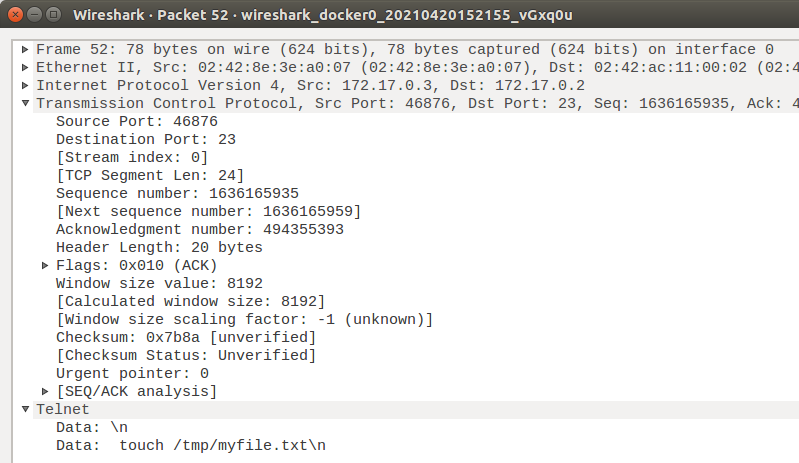 Wireshark · Packet 52 · wireshark_docker0_20210420152155_vGxq0u
Frame 52: 78 bytes on wire (624 bits), 78 bytes captured (624 bits) on interface 0
Ethernet II, Src: 02:42:8e:3e:a0:07 (02:42:8e:3e:a0:07), Dst: 02:42:ac:11:00:02 (02:4
Internet Protocol Version 4, Src: 172.17.0.3, Dst: 172.17.0.2
Transmission Control Protocol, Src Port: 46876, Dst Port: 23, Seq: 1636165935, Ack: 4
Source Port: 46876
Destination Port: 23
[Stream index: 0]
[TCP Segment Len: 24]
Sequence number: 1636165935
[Next sequence number: 1636165959]
Acknowledgment number: 494355393
Header Length: 20 bytes
Flags: 0x010 (ACK)
Window size value: 8192
[Calculated window size: 8192]
[Window size scaling factor: -1 (unknown)]
Checksum: 0x7b8a [unverified]
[Checksum Status: Unverified]
Urgent pointer: 0
[SEQ/ACK analysis]
Telnet
Data: \n
Data:  touch /tmp/myfile.txt\n